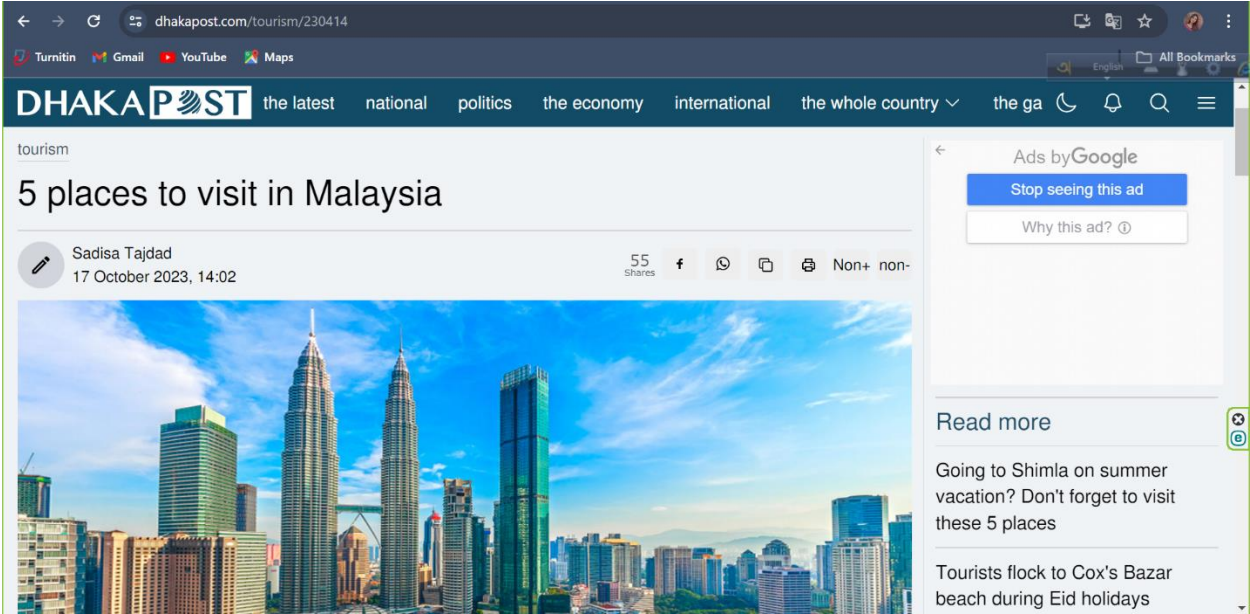 dhakapost.com/tourism/230414
Turnitin Gmail YouTube Maps
All Bookmarks
English
DHAKA POST the latest national politics the economy international the whole country the ga
tourism
5 places to visit in Malaysia
Sadisa Tajdad
17 October 2023, 14:02
55
Shares
Non+ non-
Ads by Google
Stop seeing this ad
Why this ad?
Read more
Going to Shimla on summer
vacation? Don't forget to visit
these 5 places
Tourists flock to Cox's Bazar
beach during Eid holidays